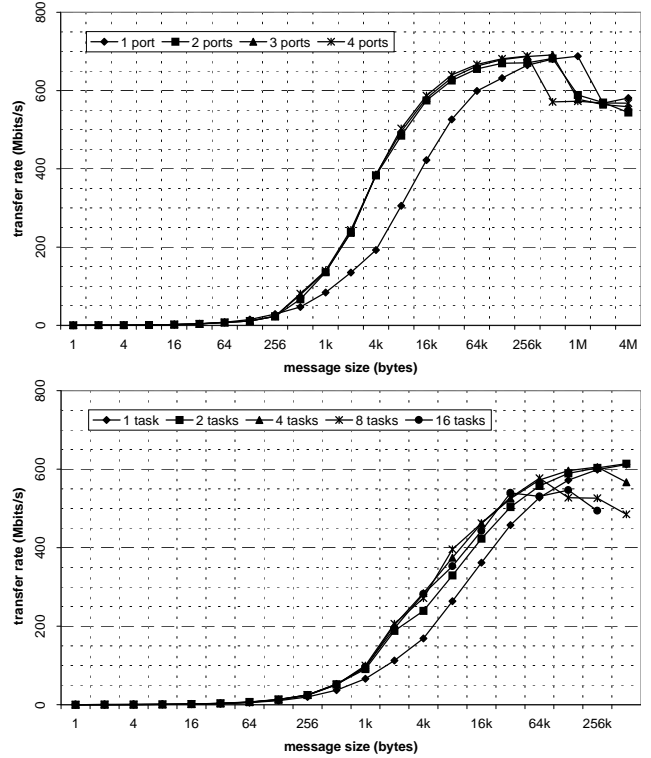 800
1 port 2 ports 3 ports 4 ports
600
400
200
0
transfer rate (Mbits/s)
1 4 16 64 256 1k 4k 16k 64k 256k 1M 4M
message size (bytes)
800
1 task 2 tasks 4 tasks 8 tasks 16 tasks
600
400
200
0
transfer rate (Mbits/s)
1 4 16 64 256 1k 4k 16k 64k 256k
message size (bytes)